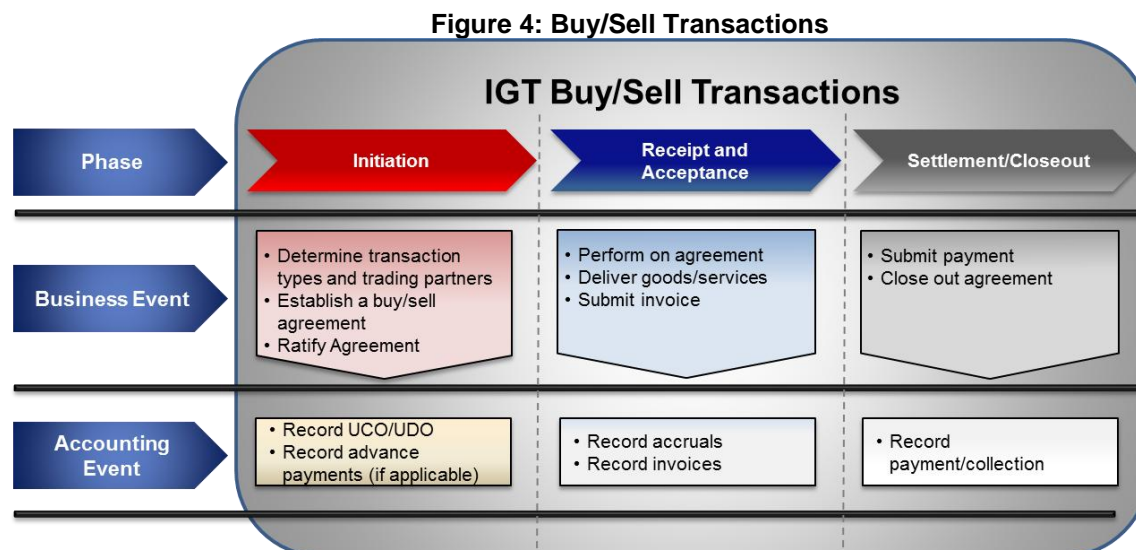 Figure 4: Buy/Sell Transactions
IGT Buy/Sell Transactions
Phase
Initiation
Receipt and
Acceptance
Settlement/Closeout
Business Event
• Determine transaction
types and trading partners
• Establish a buy/sell
agreement
• Ratify Agreement
• Perform on agreement
• Deliver goods/services
• Submit invoice
• Submit payment
• Close out agreement
Accounting
Event
• Record UCO/UDO
• Record advance
payments (if applicable)
• Record accruals
• Record invoices
• Record
payment/collection